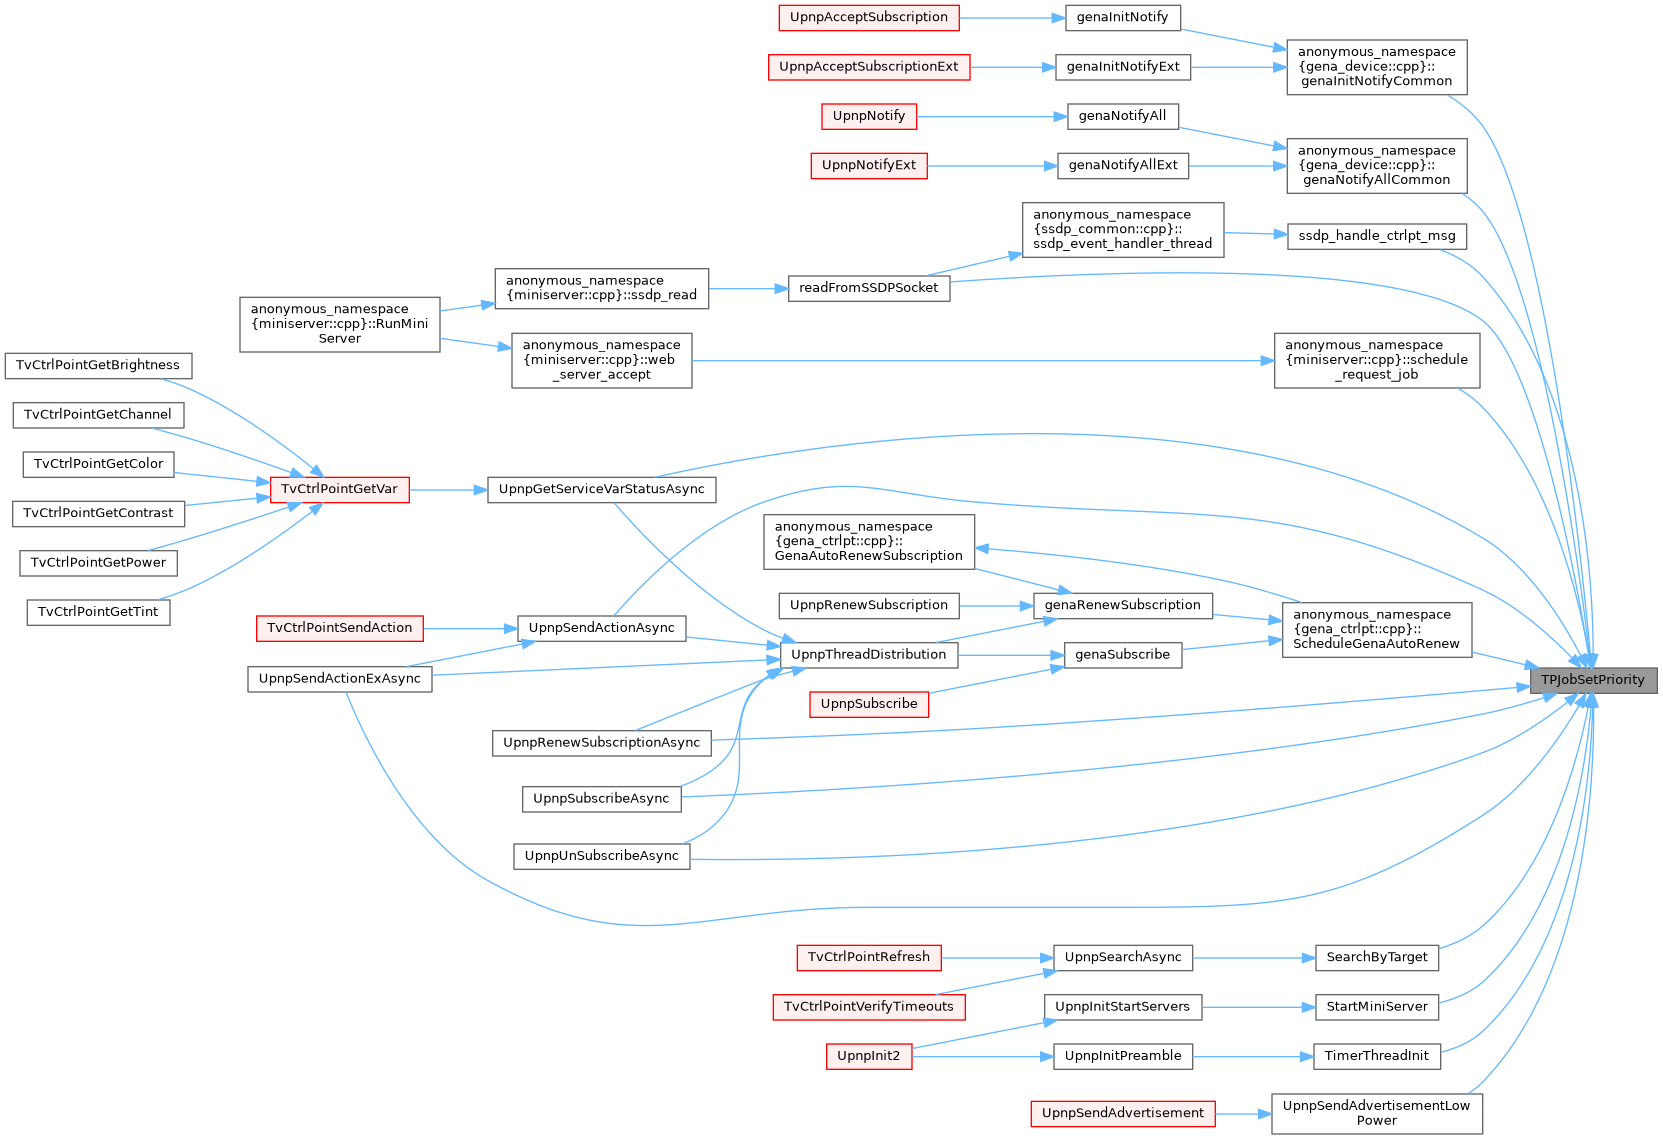 UpnpAcceptSubscription
genaInitNotify
anonymous_namespace
{gena_device::cpp}::
genaInitNotifyCommon
UpnpAcceptSubscriptionExt
genaInitNotifyExt
UpnpNotify
genaNotifyAll
anonymous_namespace
{gena_device::cpp}::
genaNotifyAllCommon
UpnpNotifyExt
genaNotifyAllExt
anonymous_namespace
{ssdp_common::cpp}::
ssdp_event_handler_thread
ssdp_handle_ctrlpt_msg
anonymous_namespace
{miniserver::cpp}::ssdp_read
readFromSSDPSocket
anonymous_namespace
{miniserver::cpp}::RunMini
Server
anonymous_namespace
{miniserver::cpp}::web
_server_accept
anonymous_namespace
{miniserver::cpp}::schedule
_request_job
TvCtrlPointGetBrightness
TvCtrlPointGetChannel
TvCtrlPointGetColor
TvCtrlPointGetVar
UpnpGetServiceVarStatusAsync
TvCtrlPointGetContrast
TvCtrlPointGetPower
TvCtrlPointGetTint
anonymous_namespace
{gena_ctrlpt::cpp}::
GenaAutoRenewSubscription
UpnpRenewSubscription
genaRenewSubscription
anonymous_namespace
{gena_ctrlpt::cpp}::
ScheduleGenaAutoRenew
TvCtrlPointSendAction
UpnpSendActionAsync
UpnpThreadDistribution
genaSubscribe
UpnpSendActionExAsync
TPJobSetPriority
UpnpSubscribe
UpnpRenewSubscriptionAsync
UpnpSubscribeAsync
UpnpUnSubscribeAsync
TvCtrlPointRefresh
UpnpSearchAsync
SearchByTarget
TvCtrlPointVerifyTimeouts
UpnpInitStartServers
StartMiniServer
UpnpInit2
UpnpInitPreamble
TimerThreadInit
UpnpSendAdvertisement
UpnpSendAdvertisementLow
Power